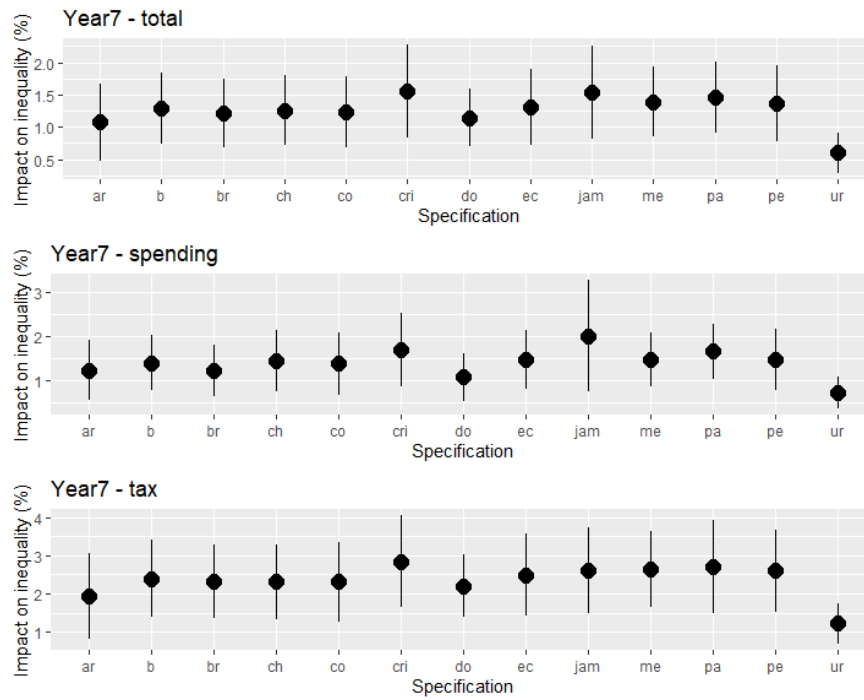 Year7 - total
Impact on inequality (%)
2.0
1.5
1.0
0.5
ar b br ch co cri do ec jam me pa pe ur
Specification
Year7 - spending
Impact on inequality (%)
3
2
1
ar b br ch co cri do ec jam me pa pe ur
Specification
Year7 - tax
Impact on inequality (%)
4
3
2
1
ar b br ch co cri do ec jam me pa pe ur
Specification